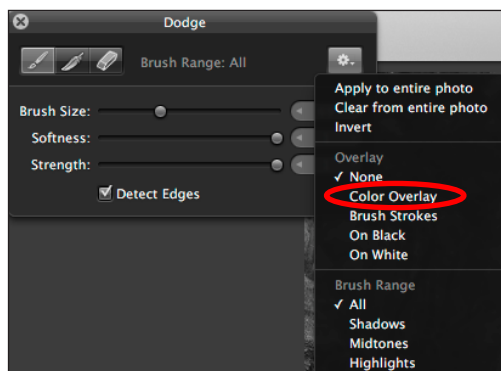 Dodge
Brush Range: All
Brush Size:
Softness:
Strength:
Detect Edges
Apply to entire photo
Clear from entire photo
Invert
Overlay
✓ None
Color Overlay
Brush Strokes
On Black
On White
Brush Range
✓ All
Shadows
Midtones
Highlights